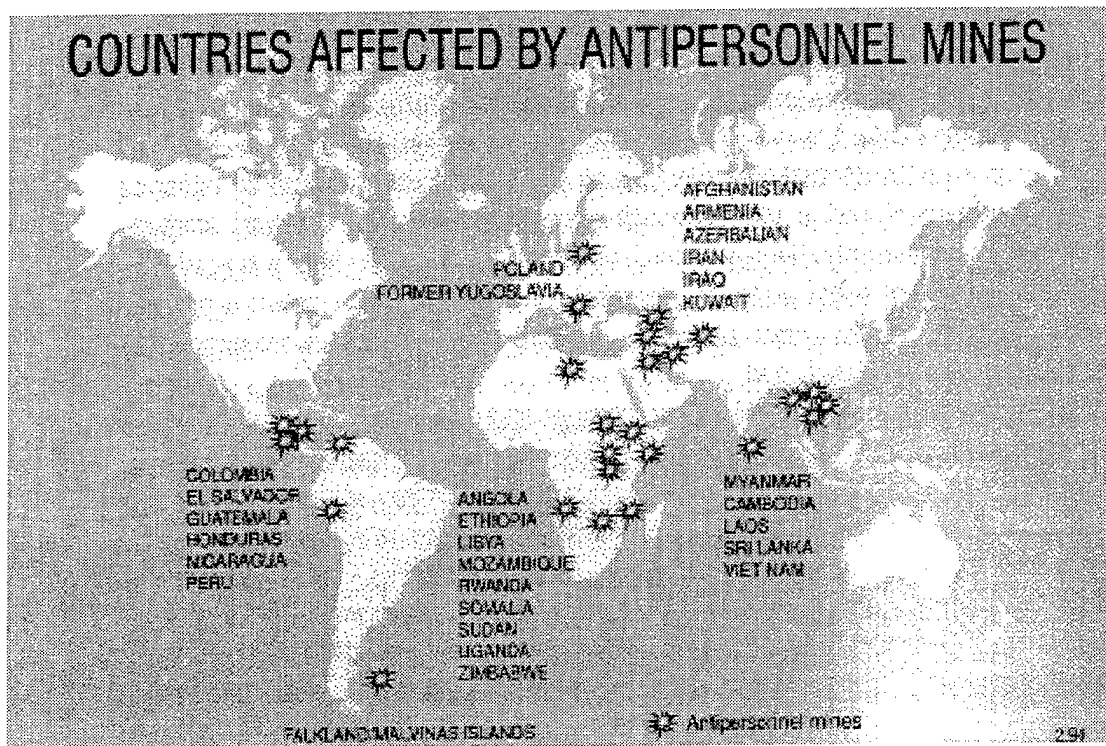 COUNTRIES AFFECTED BY ANTIPERSONNEL MINES
AFGHANISTAN
ARMENIA
AZERBAIJAN
IRAN
IRAQ
KUWAIT
POLAND
FORMER YUGOSLAVIA
COLOMBIA
EL SALVADOR
GUATEMALA
HONDURAS
NICARAGUA
PERU
ANGOLA
ETHIOPIA
LIBYA
MOZAMBIQUE
RWANDA
SOMALIA
SUDAN
UGANDA
ZIMBABWE
MYANMAR
CAMBODIA
LAOS
SRI LANKA
VIET NAM
FALKLAND/MALVINAS ISLANDS
Antipersonnel mines
2.94